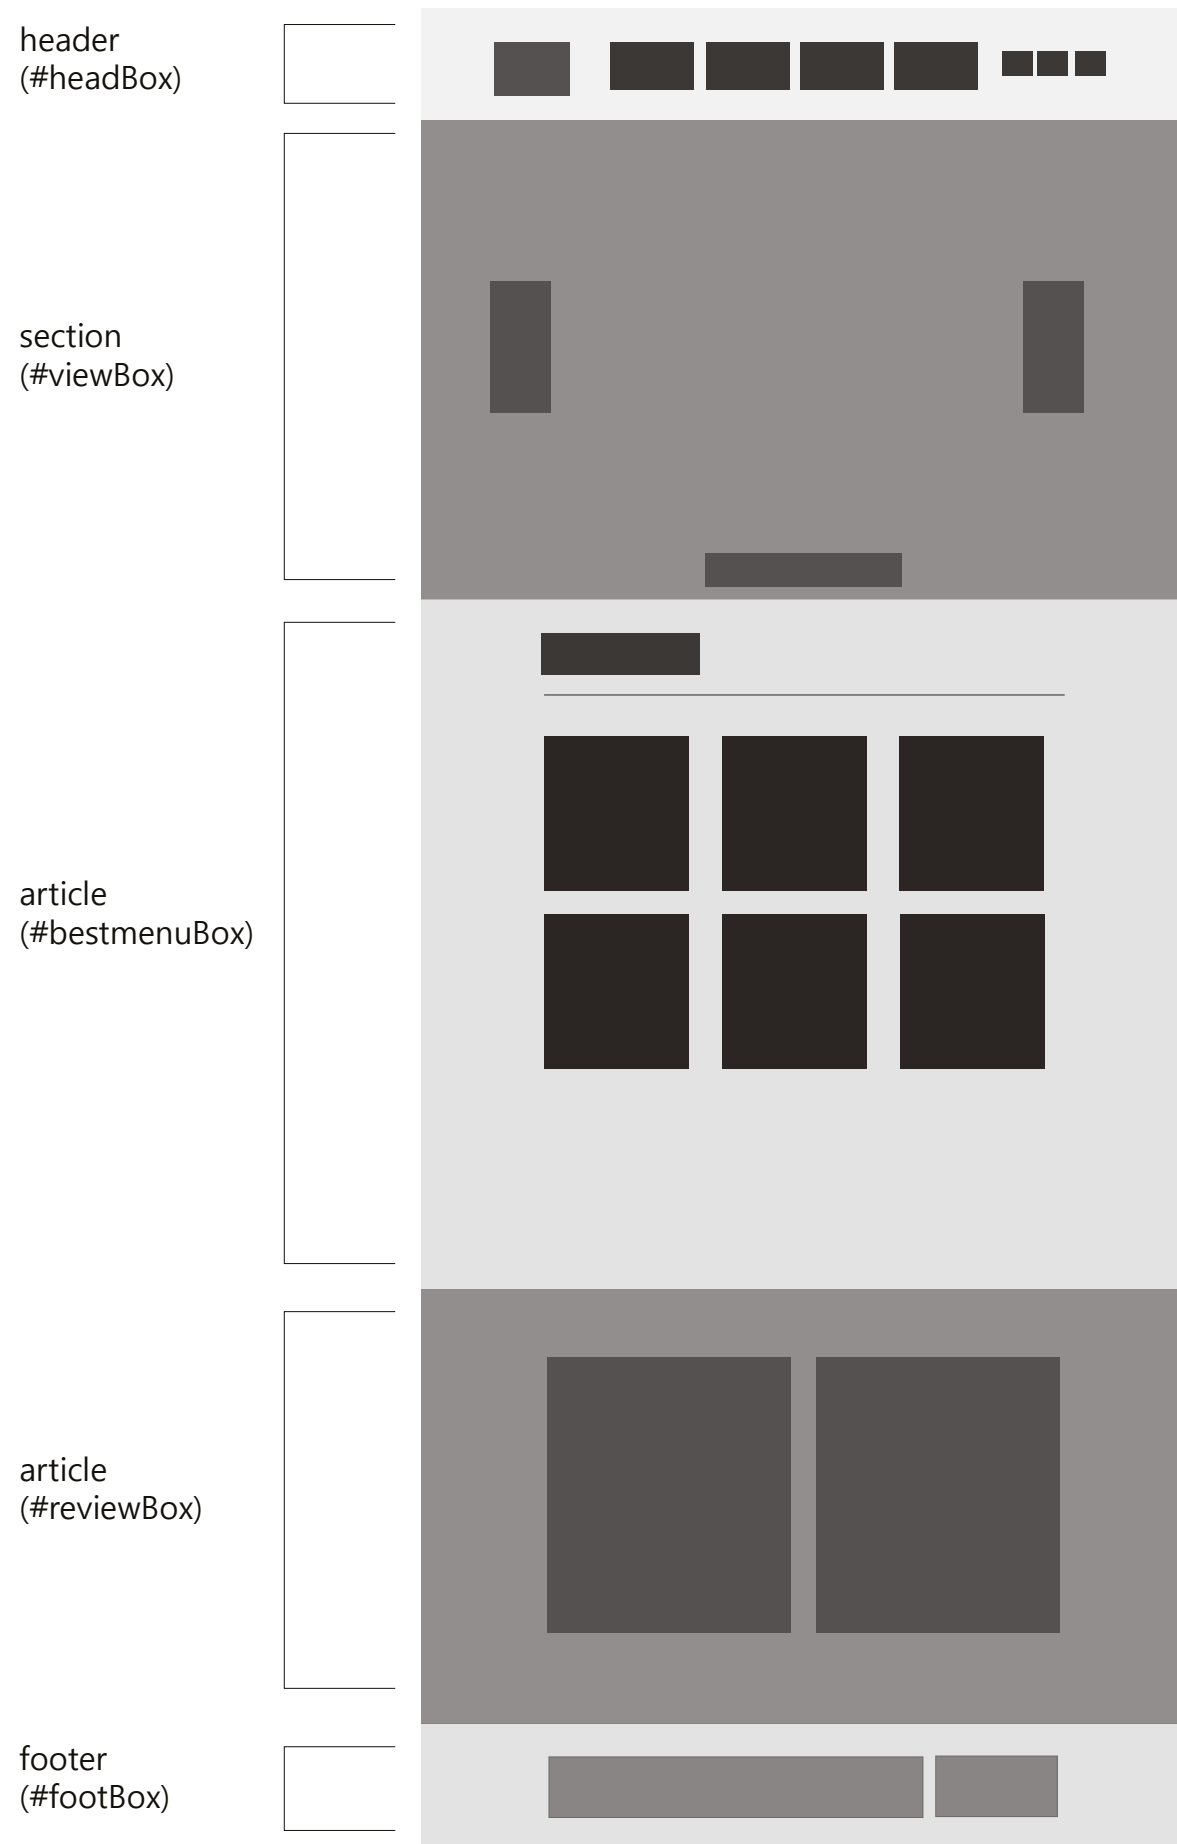 header
(#headBox)
section
(#viewBox)
article
(#bestmenuBox)
article
(#reviewBox)
footer
(#footBox)